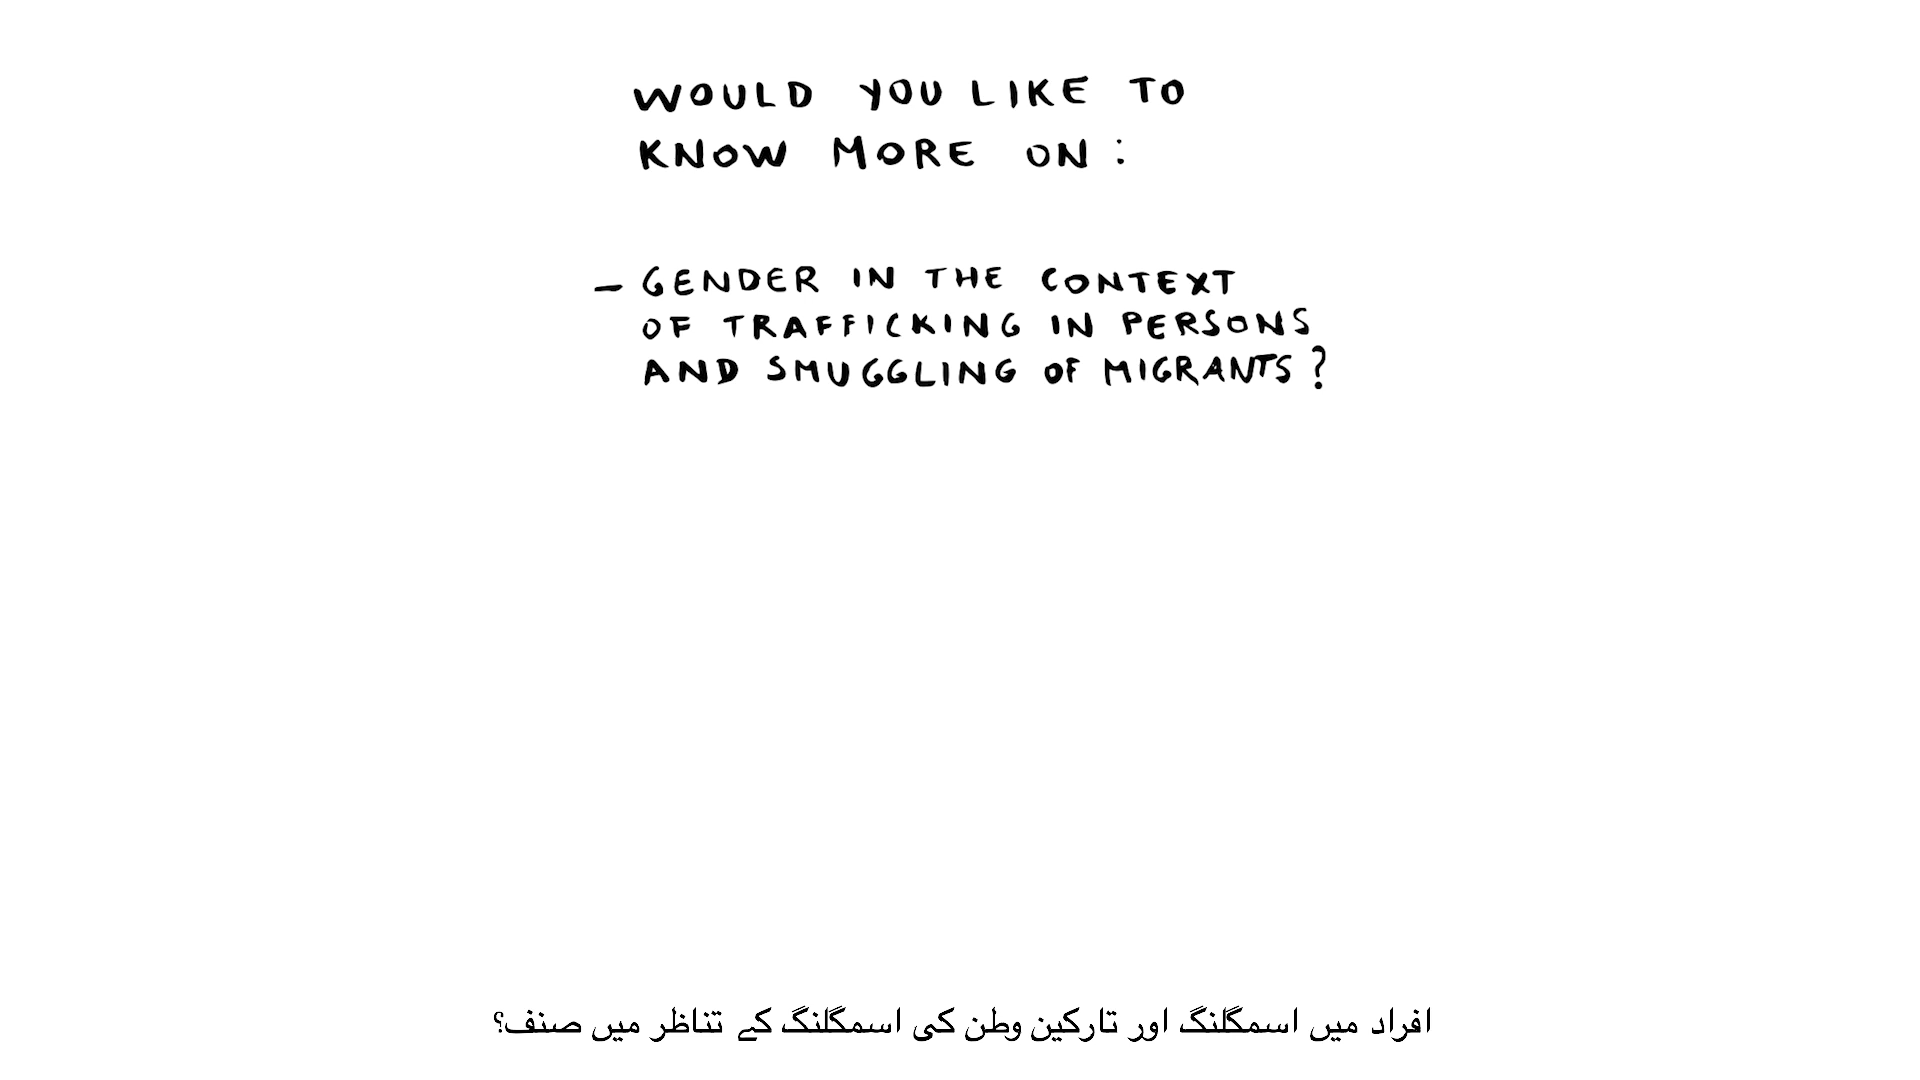 WOULD YOU LIKE TO
KNOW MORE ON :
– GENDER IN THE CONTEXT
OF TRAFFICKING IN PERSONS
AND SMUGGLING OF MIGRANTS ?
افراد میں اسمگلنگ اور تارکین وطن کی اسمگلنگ کے تناظر میں صنف؟